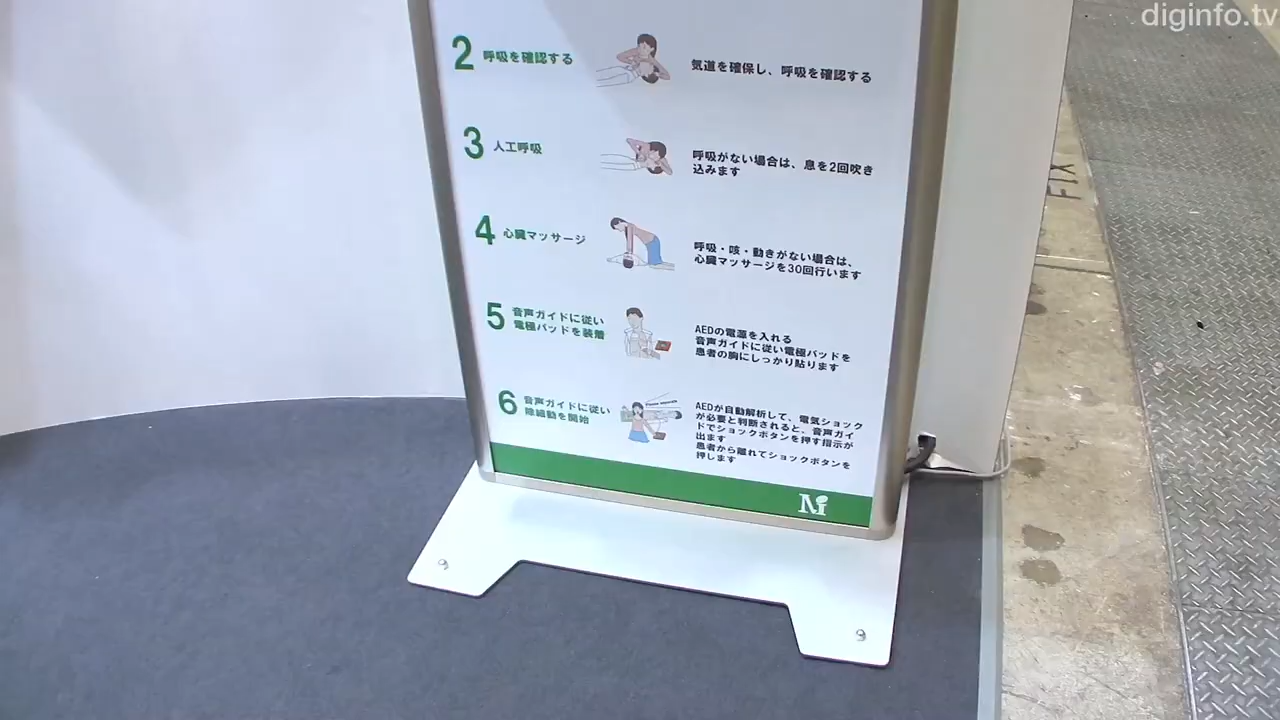 diginfo.tv
2 呼吸を確認する
気道を確保し、呼吸を確認する
3 人工呼吸
呼吸がない場合は、息を2回吹き
込みます
4 心臓マッサージ
呼吸・咳・動きがない場合は、
心臓マッサージを30回行います
5 音声ガイドに従い
電極パッドを装着
AEDの電源を入れる
音声ガイドに従い電極パッドを
患者の胸にしっかり貼ります
6 音声ガイドに従い
除細動を開始
AEDが自動解析して、電気ショック
が必要と判断されると、音声ガイ
ドでショックボタンを押す指示が
出ます
患者から離れてショックボタンを
押します
FIX